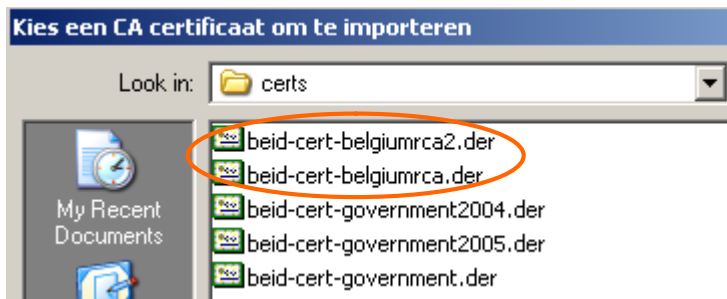 Kies een CA certificaat om te importeren
Look in: certs
beid-cert-belgiumrca2.der
beid-cert-belgiumrca.der
beid-cert-government2004.der
beid-cert-government2005.der
beid-cert-government.der
My Recent
Documents